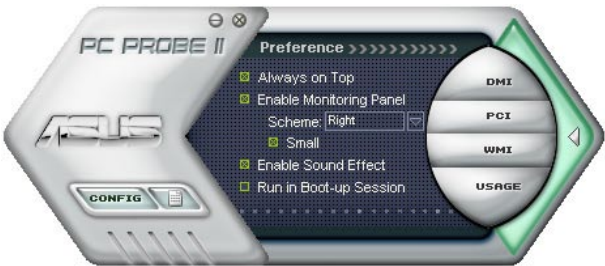 PC PROBE II
Preference >>>>>>>>>>>
Always on Top
Enable Monitoring Panel
Scheme: Right
Small
Enable Sound Effect
Run in Boot-up Session
ASUS
CONFIG
DMI
PCI
WMI
USAGE